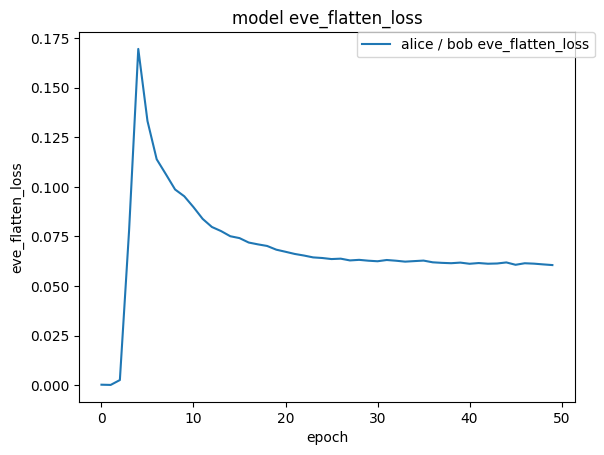 model eve_flatten_loss
alice / bob eve_flatten_loss
eve_flatten_loss
0.175
0.150
0.125
0.100
0.075
0.050
0.025
0.000
0 10 20 30 40 50
epoch